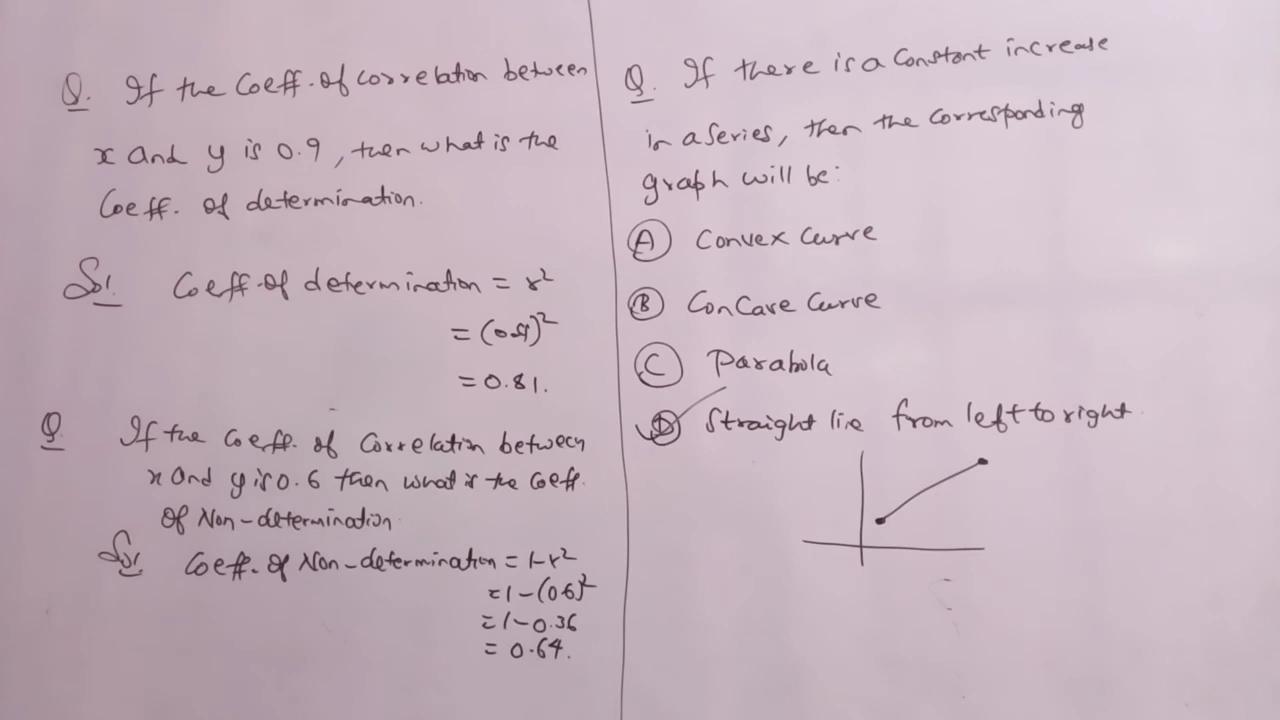 Q. If the Coeff. of correlation between
x and y is 0.9, then what is the
Coeff. of determination.
Sol. Coeff. of determination = r²
= (0.9)²
= 0.81.
Q If the Coeff. of Correlation between
x and y is 0.6 then what is the Coeff.
of Non-determination.
Sol. Coeff. of Non-determination = 1-r²
= 1-(0.6)²
= 1-0.36
= 0.64.
Q. If there is a Constant increase
in a Series, then the Corresponding
graph will be:
A Convex Curve
B Concave Curve
C Parabola
D Straight lie from left to right